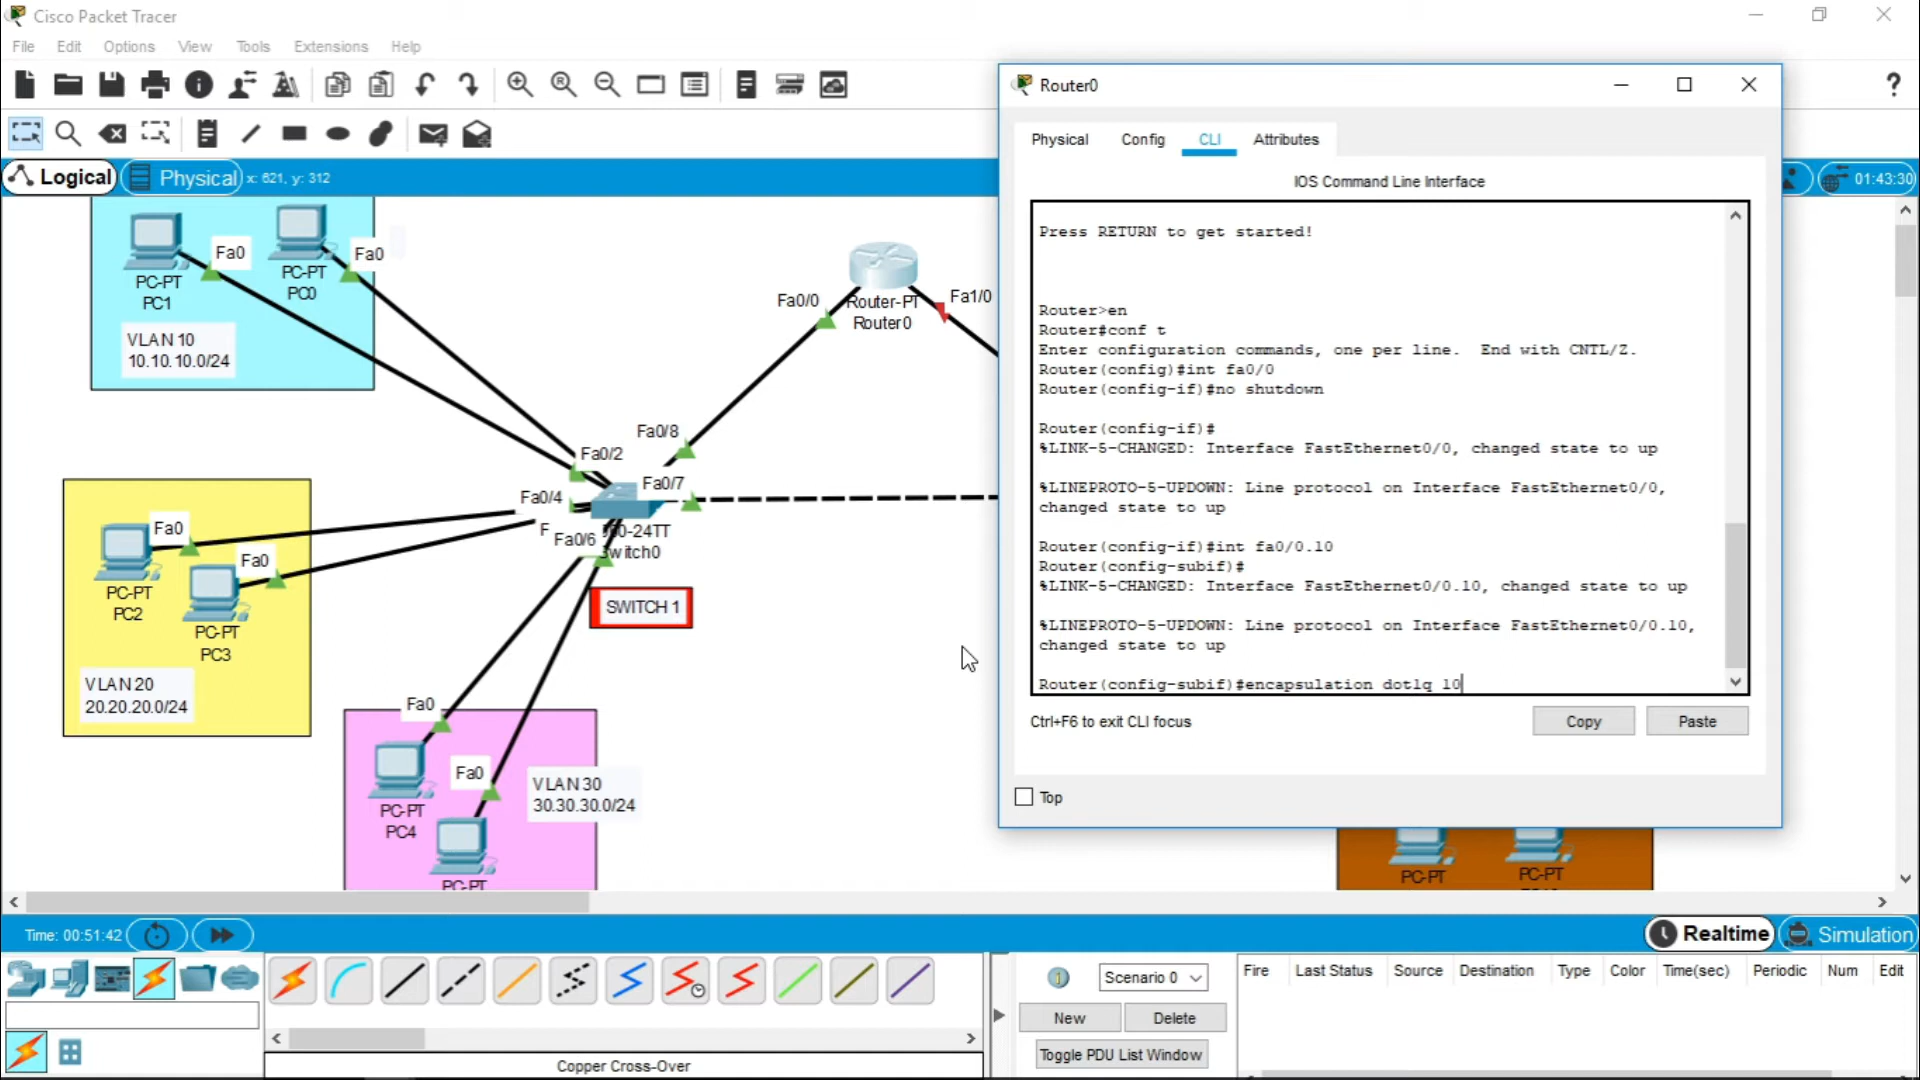 Cisco Packet Tracer
File Edit Options View Tools Extensions Help
Logical
Physical x: 621, y: 312
01:43:30
Fa0
Fa0
PC-PT
PC1
PC-PT
PC0
VLAN 10
10.10.10.0/24
Fa0/0
Router-PT
Router0
Fa1/0
Fa0/8
Fa0/2
Fa0/7
Fa0/4
F
Fa0/6
50-24TT
witch0
SWITCH 1
Fa0
Fa0
PC-PT
PC2
PC-PT
PC3
VLAN 20
20.20.20.0/24
Fa0
Fa0
PC-PT
PC4
PC-PT
VLAN 30
30.30.30.0/24
Router0
Physical Config CLI Attributes
IOS Command Line Interface
Press RETURN to get started!
Router>en
Router#conf t
Enter configuration commands, one per line.  End with CNTL/Z.
Router(config)#int fa0/0
Router(config-if)#no shutdown
Router(config-if)#
%LINK-5-CHANGED: Interface FastEthernet0/0, changed state to up
%LINEPROTO-5-UPDOWN: Line protocol on Interface FastEthernet0/0,
changed state to up
Router(config-if)#int fa0/0.10
Router(config-subif)#
%LINK-5-CHANGED: Interface FastEthernet0/0.10, changed state to up
%LINEPROTO-5-UPDOWN: Line protocol on Interface FastEthernet0/0.10,
changed state to up
Router(config-subif)#encapsulation dot1q 10
Ctrl+F6 to exit CLI focus
Copy Paste
Top
PC-PT
PC-PT
Time: 00:51:42
Realtime Simulation
Scenario 0
New Delete
Toggle PDU List Window
Fire Last Status Source Destination Type Color Time(sec) Periodic Num Edit
Copper Cross-Over